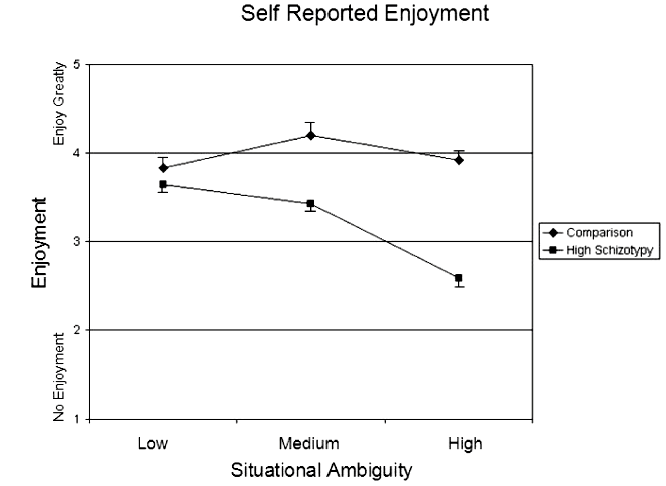 Self Reported Enjoyment
Enjoyment
Enjoy Greatly
No Enjoyment
5
4
3
2
1
Low Medium High
Situational Ambiguity
Comparison
High Schizotypy